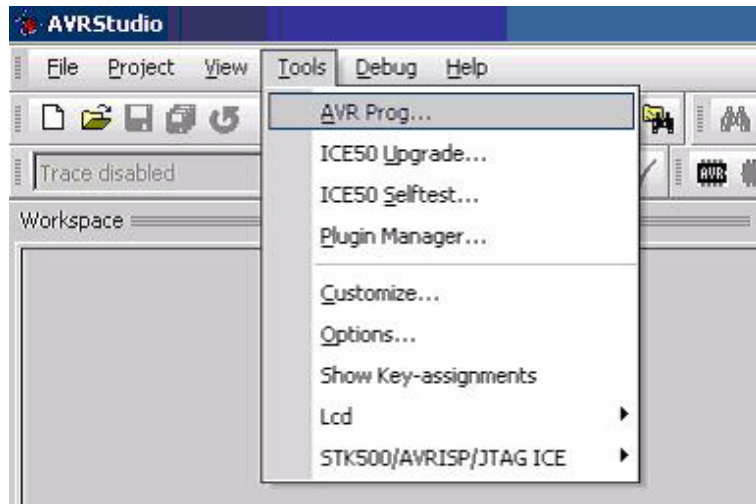 AVRStudio
File Project View Tools Debug Help
AVR Prog...
ICE50 Upgrade...
Trace disabled
AVR
ICE50 Selftest...
Workspace
Plugin Manager...
Customize...
Options...
Show Key-assignments
Lcd
STK500/AVRISP/JTAG ICE